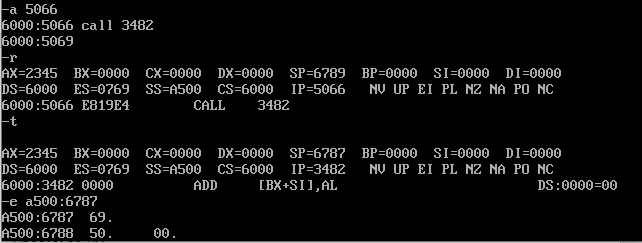 -a 5066
6000:5066 call 3482
6000:5069
-r
AX=2345  BX=0000  CX=0000  DX=0000  SP=6789  BP=0000  SI=0000  DI=0000
DS=6000  ES=0769  SS=A500  CS=6000  IP=5066   NV UP EI PL NZ NA PO NC
6000:5066 E819E4        CALL    3482
-t
AX=2345  BX=0000  CX=0000  DX=0000  SP=6787  BP=0000  SI=0000  DI=0000
DS=6000  ES=0769  SS=A500  CS=6000  IP=3482   NV UP EI PL NZ NA PO NC
6000:3482 0000          ADD     [BX+SI],AL                         DS:0000=00
-e a500:6787
A500:6787  69.
A500:6788  50.     00.